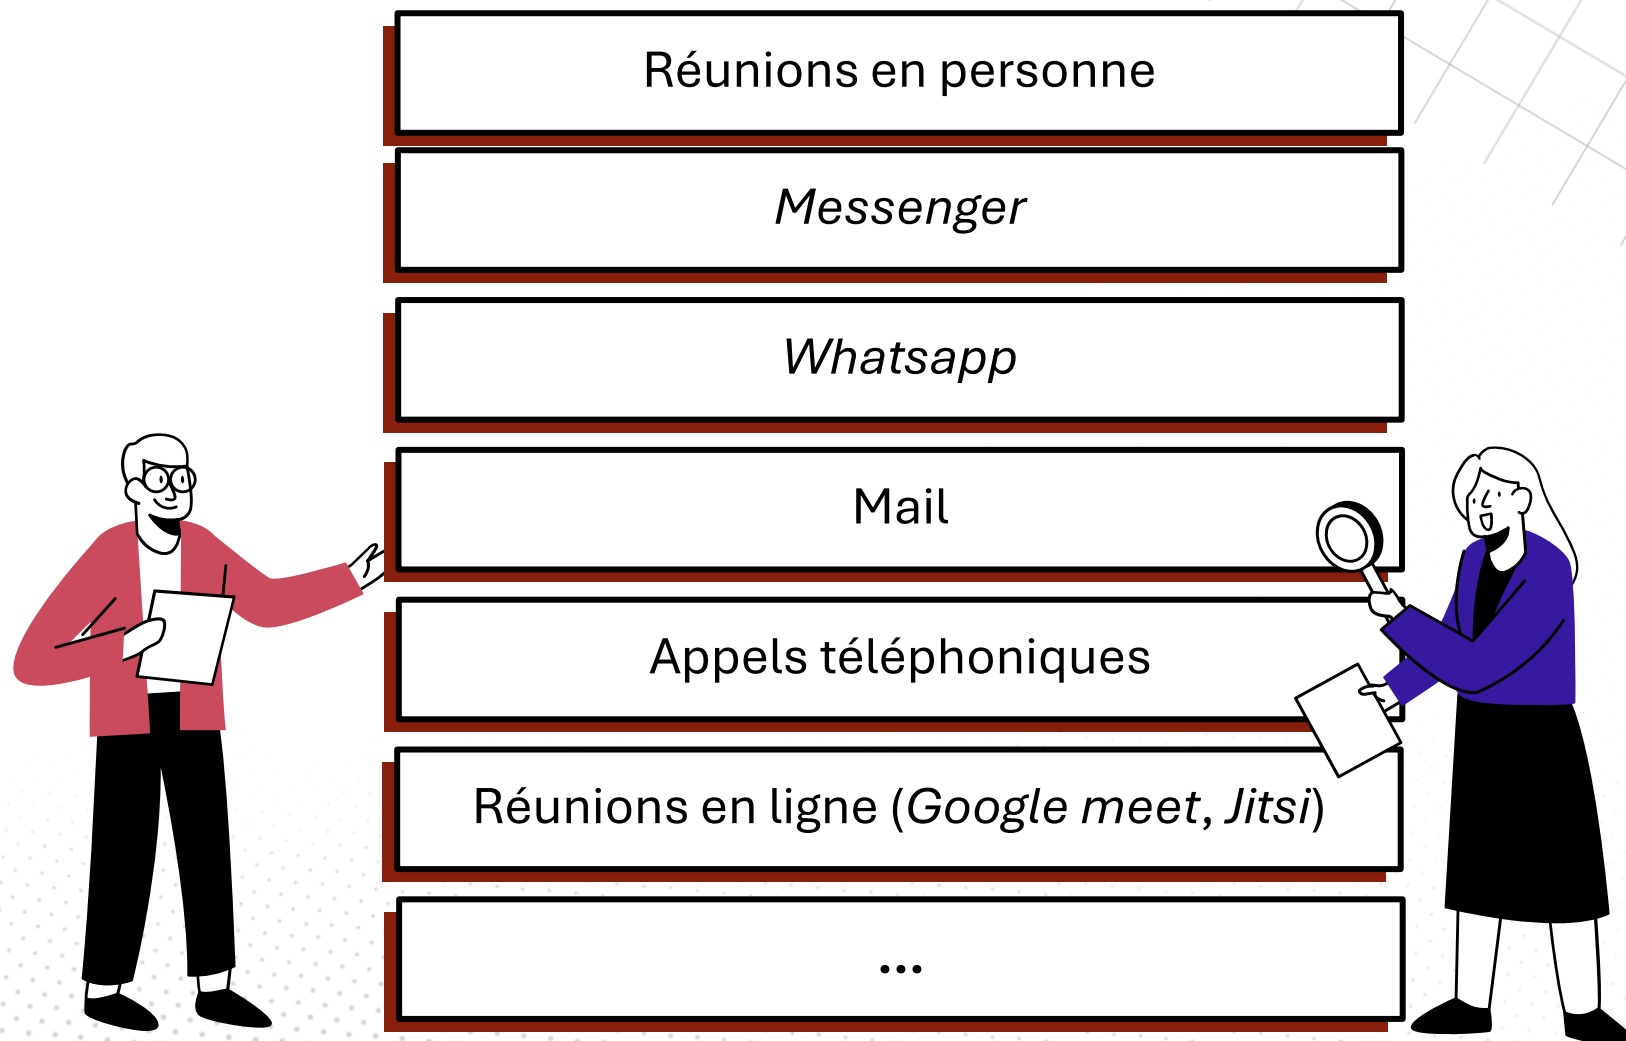 Réunions en personne
Messenger
Whatsapp
Mail
Appels téléphoniques
Réunions en ligne (Google meet, Jitsi)
...